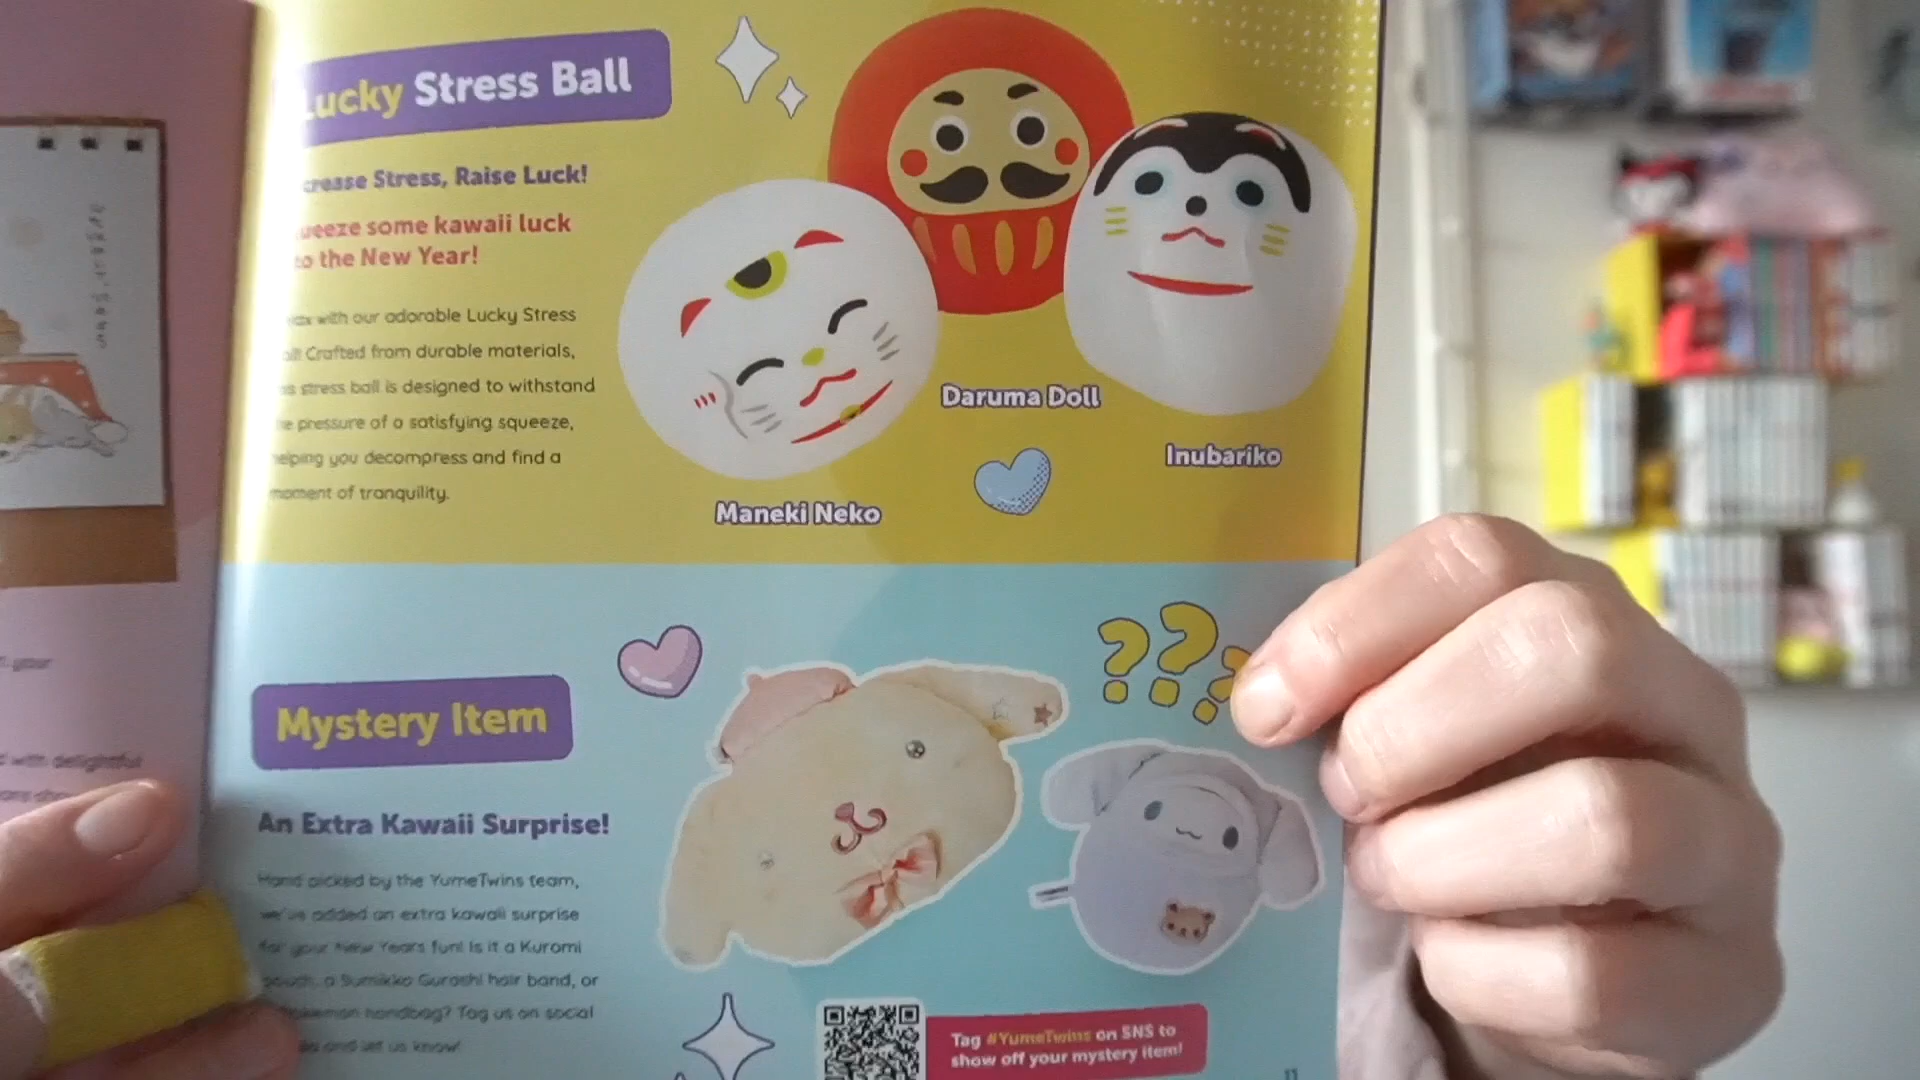 Lucky Stress Ball
crease Stress, Raise Luck!
ueeze some kawaii luck
to the New Year!
with our adorable Lucky Stress
Crafted from durable materials,
stress ball is designed to withstand
pressure of a satisfying squeeze,
helping you decompress and find a
moment of tranquility.
Maneki Neko
Daruma Doll
Inubariko
Mystery Item
???
An Extra Kawaii Surprise!
Hand picked by the YumeTwins team,
we've added an extra kawaii surprise
for your New Years fun! Is it a Kuromi
pouch, a Sumikko Gurashi hair band, or
Pokemon handbag? Tag us on social
and let us know!
Tag #YumeTwins on SNS to
show off your mystery item!
11
your
with delightful